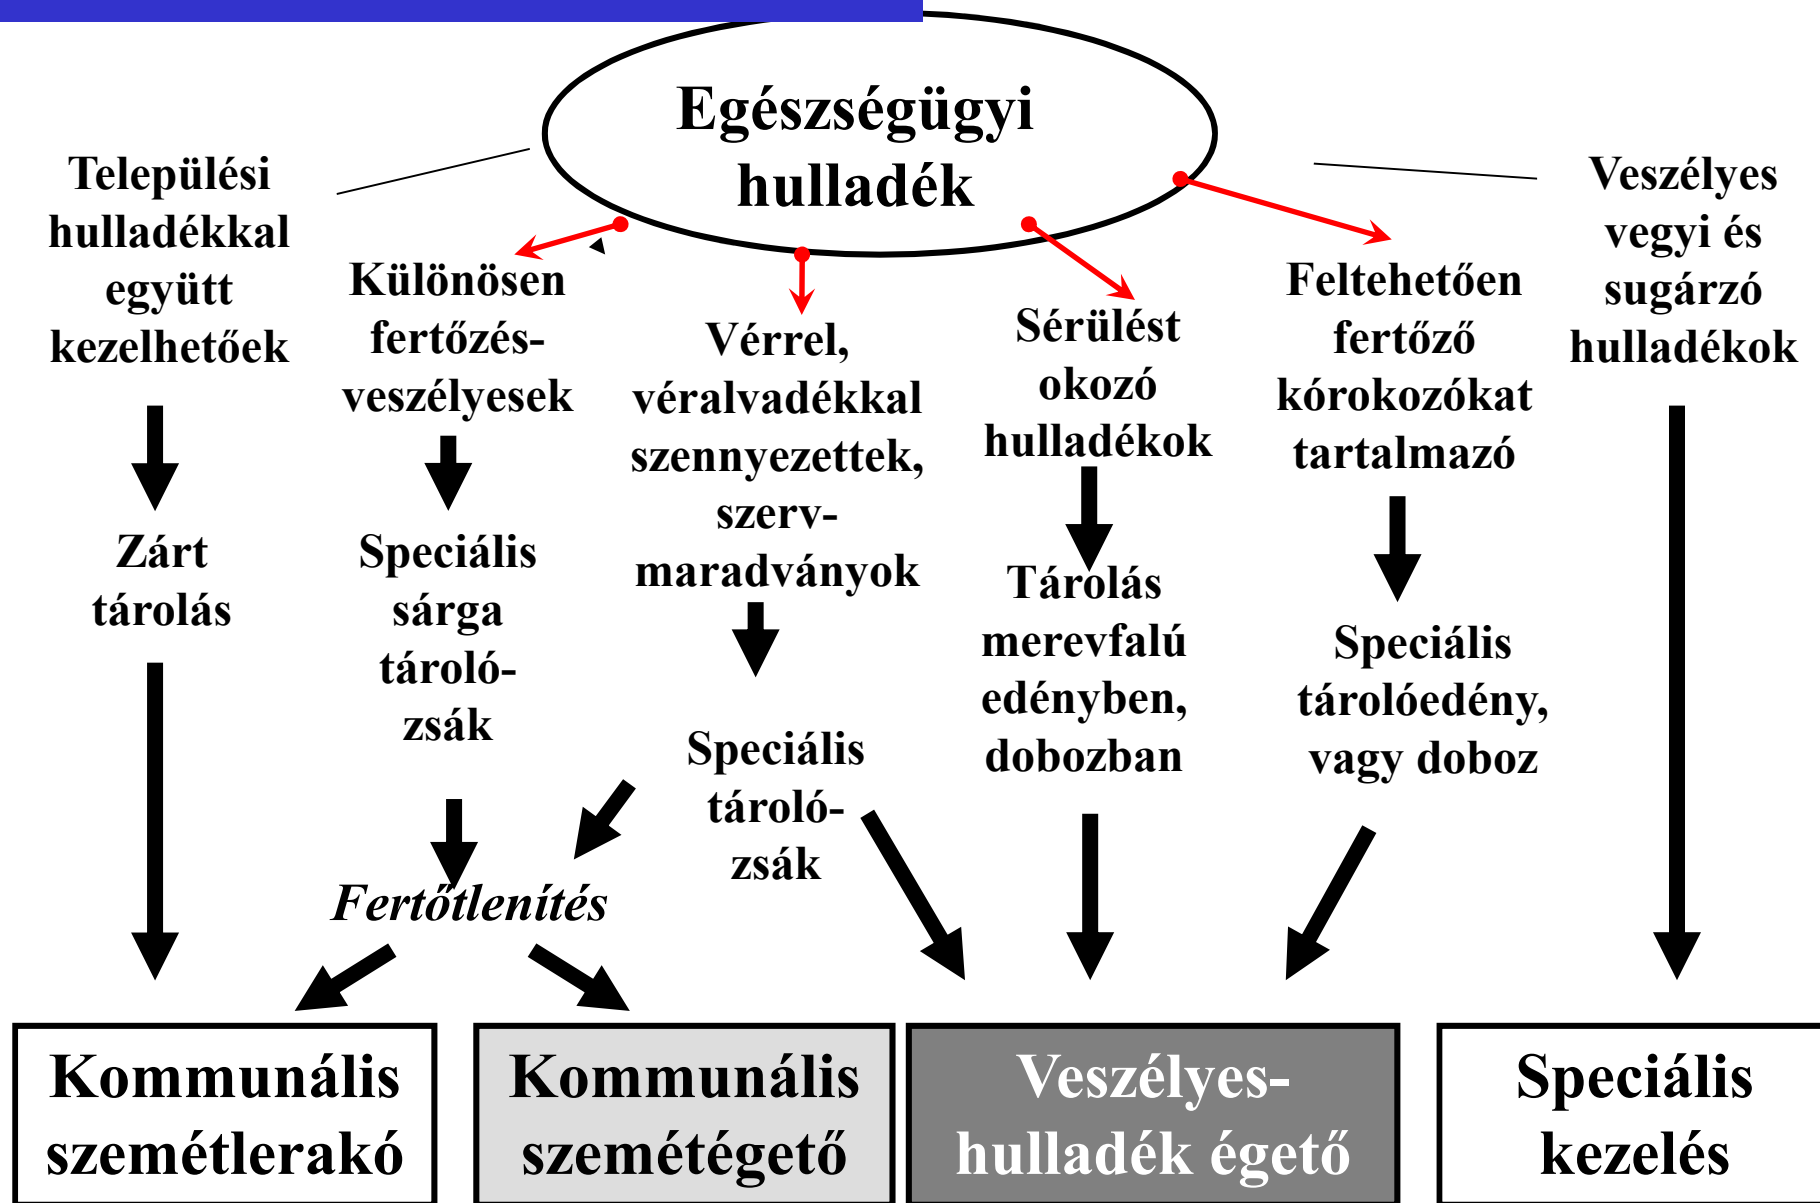 Egészségügyi
hulladék
Települési
hulladékkal
együtt
kezelhetőek
Különösen
fertőzés-
veszélyesek
Vérrel,
véralvadékkal
szennyezettek,
szerv-
maradványok
Sérülést
okozó
hulladékok
Feltehetően
fertőző
kórokozókat
tartalmazó
Veszélyes
vegyi és
sugárzó
hulladékok
Zárt
tárolás
Speciális
sárga
tároló-
zsák
Speciális
tároló-
zsák
Tárolás
merevfalú
edényben,
dobozban
Speciális
tárolóedény,
vagy doboz
Fertőtlenítés
Kommunális
szemétlerakó
Kommunális
szemétégető
Veszélyes-
hulladék égető
Speciális
kezelés